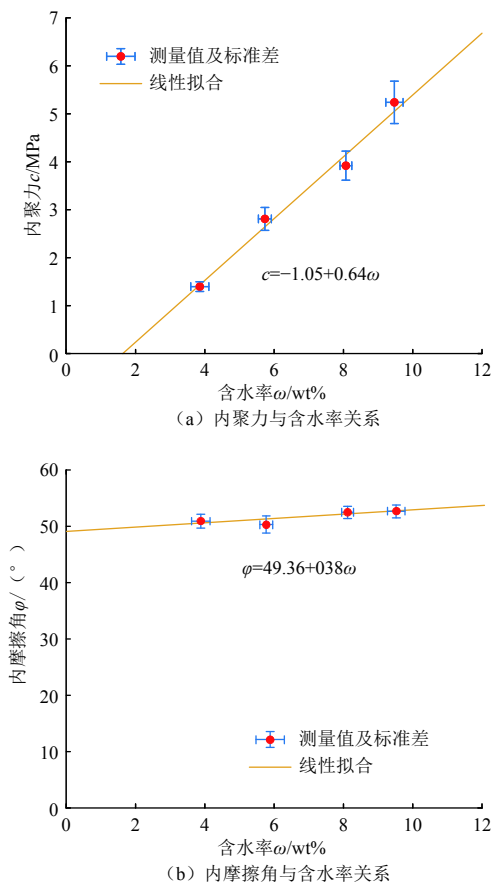 7
测量值及标准差
6
线性拟合
5
内聚力c/MPa
4
3
2
c=−1.05+0.64ω
1
0
0 2 4 6 8 10 12
含水率ω/wt%
（a）内聚力与含水率关系
60
50
φ=49.36+038ω
40
内摩擦角φ/（°）
30
20
测量值及标准差
10
线性拟合
0
0 2 4 6 8 10 12
含水率ω/wt%
（b）内摩擦角与含水率关系